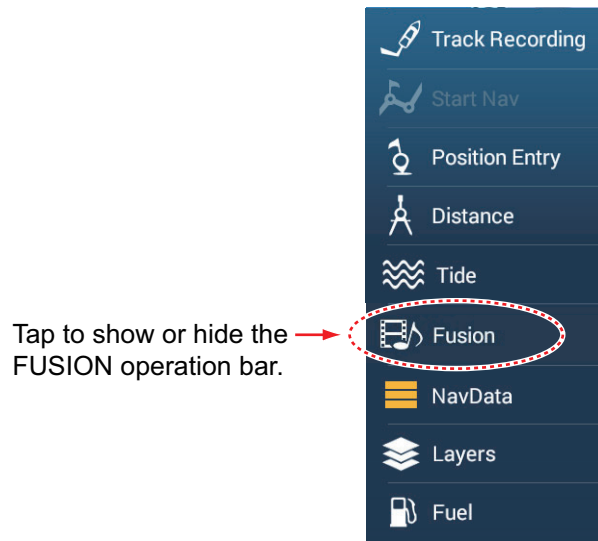 Track Recording
Start Nav
Position Entry
Distance
Tide
Tap to show or hide the
FUSION operation bar.
Fusion
NavData
Layers
Fuel